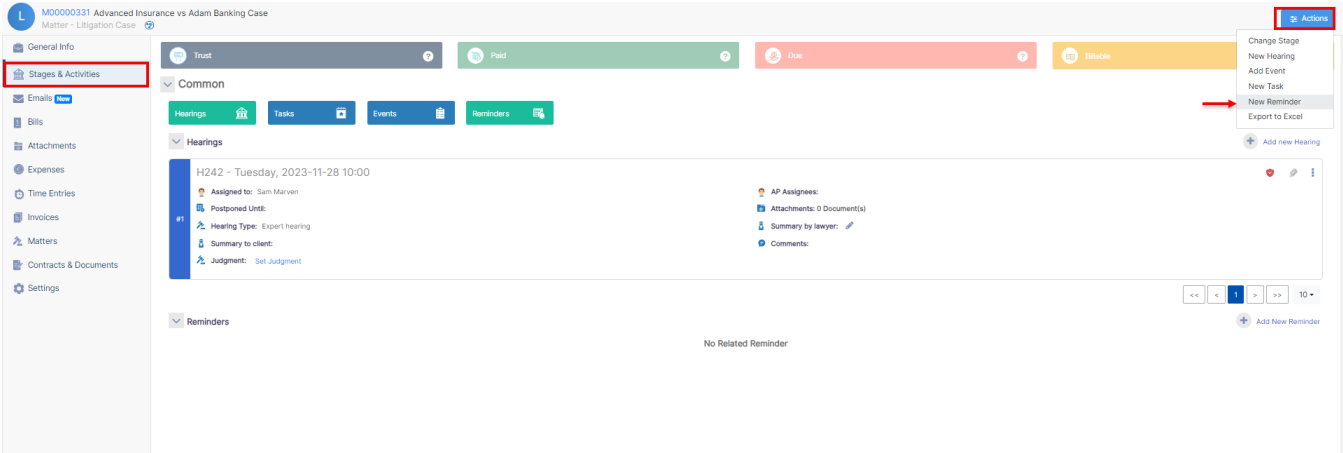 L
M00000331 Advanced Insurance vs Adam Banking Case
Matter - Litigation Case
Actions
General Info
Stages & Activities
Emails New
Bills
Attachments
Expenses
Time Entries
Invoices
Matters
Contracts & Documents
Settings
Trust ?
Paid ?
Due ?
Billable
Change Stage
New Hearing
Add Event
New Task
New Reminder
Export to Excel
Common
Hearings
Tasks
Events
Reminders
Hearings
Add new Hearing
#1
H242 - Tuesday, 2023-11-28 10:00
Assigned to: Sam Marven
Postponed Until:
Hearing Type: Expert hearing
Summary to client:
Judgment: Set Judgment
AP Assignees:
Attachments: 0 Document(s)
Summary by lawyer:
Comments:
<< < 1 > >> 10
Reminders
Add New Reminder
No Related Reminder